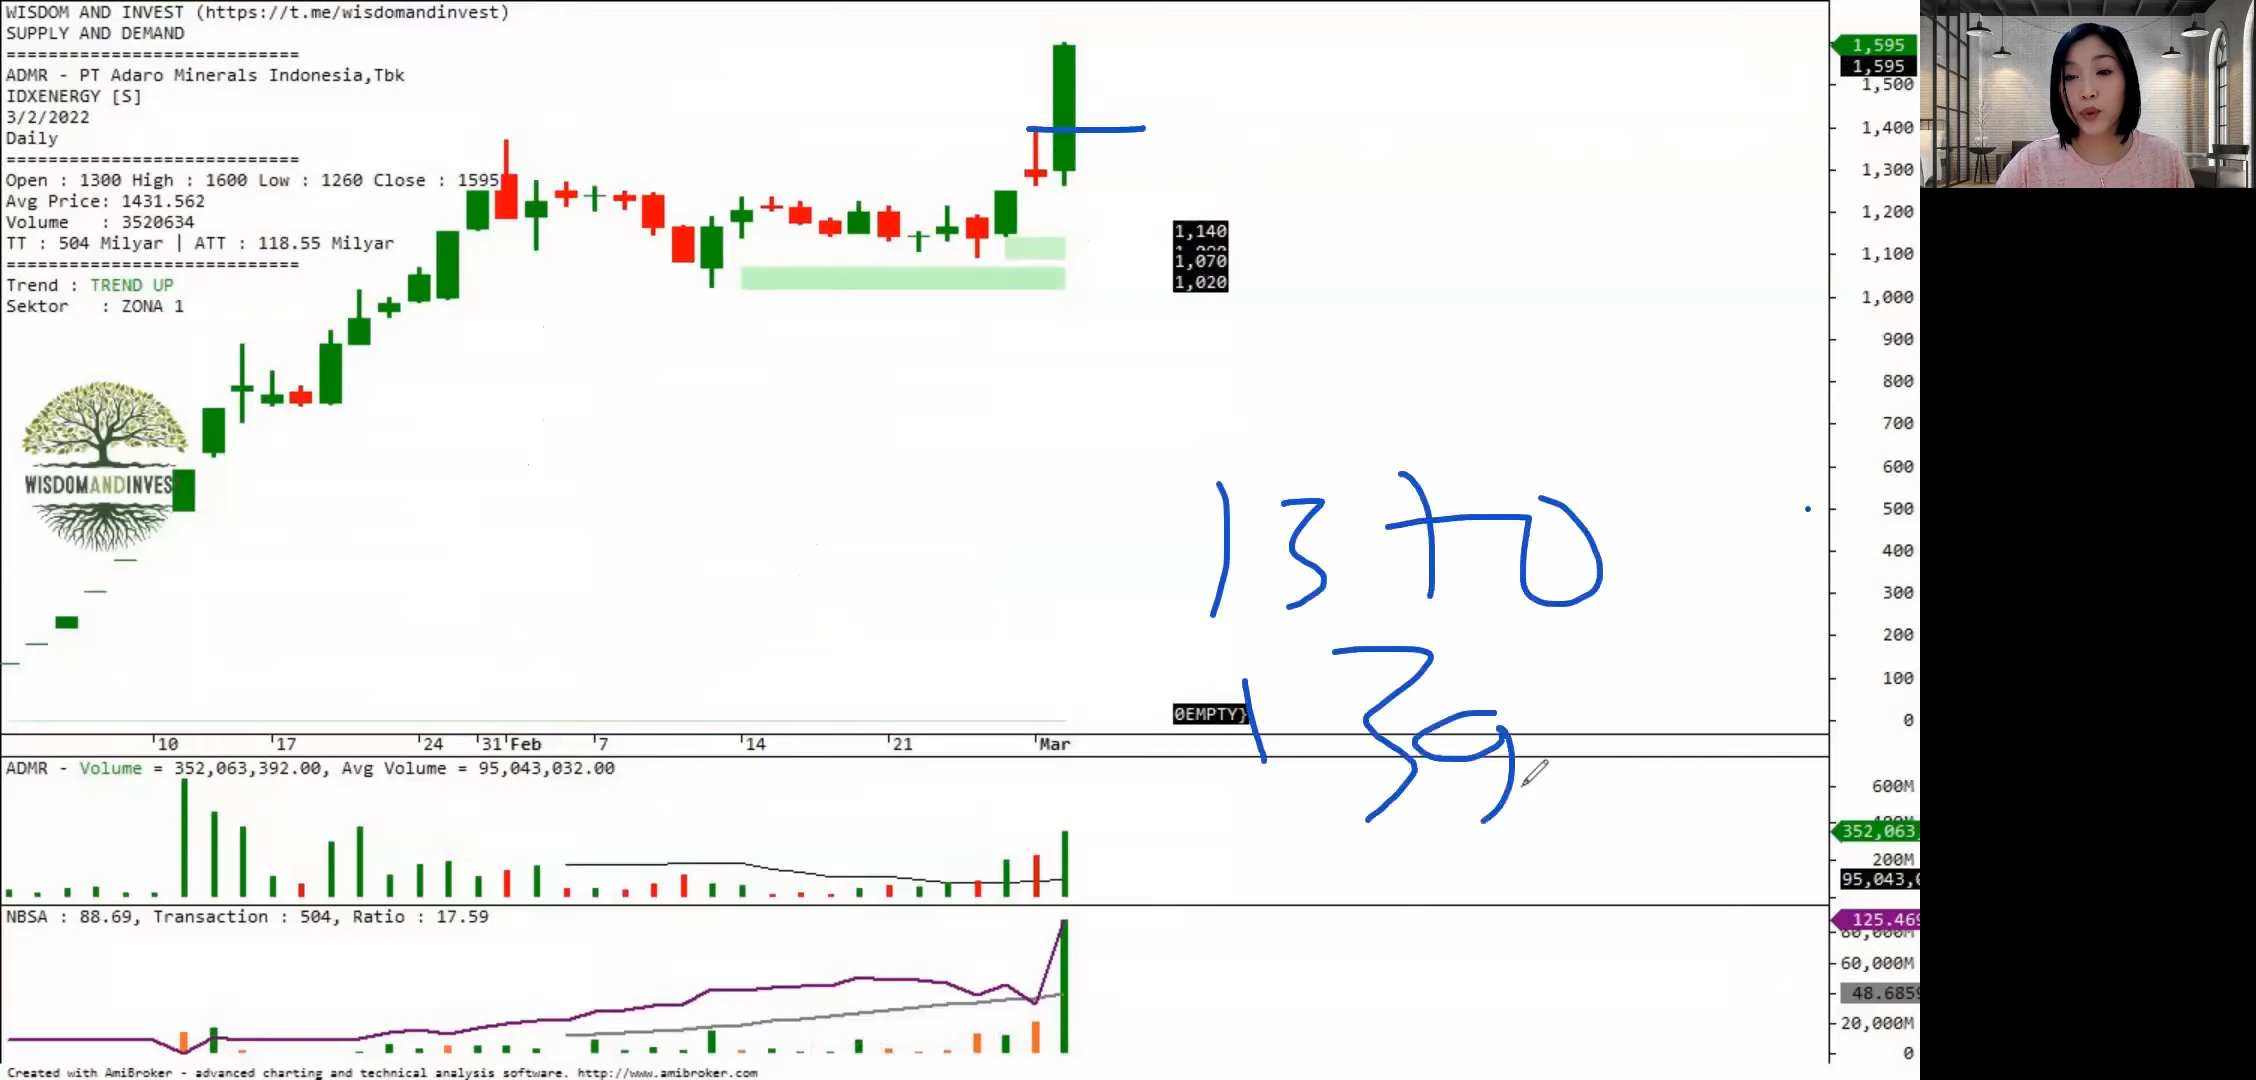 WISDOM AND INVEST (https://t.me/wisdomandinvest)
SUPPLY AND DEMAND
==============================
ADMR - PT Adaro Minerals Indonesia,Tbk
IDXENERGY [S]
3/2/2022
Daily
==============================
Open : 1300 High : 1600 Low : 1260 Close : 1595
Avg Price: 1431.562
Volume : 3520634
TT : 504 Milyar | ATT : 118.55 Milyar
==============================
Trend : TREND UP
Sektor : ZONA 1
WISDOMANDINVES
1,595
1,595
1,500
1,400
1,300
1,200
1,100
1,000
900
800
700
600
500
400
300
200
100
0
1,140
1,070
1,020
1370
139
0EMPTY}
10 17 24 31 Feb 7 14 21 Mar
ADMR - Volume = 352,063,392.00, Avg Volume = 95,043,032.00
600M
352,063
200M
95,043,0
NBSA : 88.69, Transaction : 504, Ratio : 17.59
125.469
60,000M
48.6859
20,000M
0
Created with AmiBroker - advanced charting and technical analysis software. http://www.amibroker.com